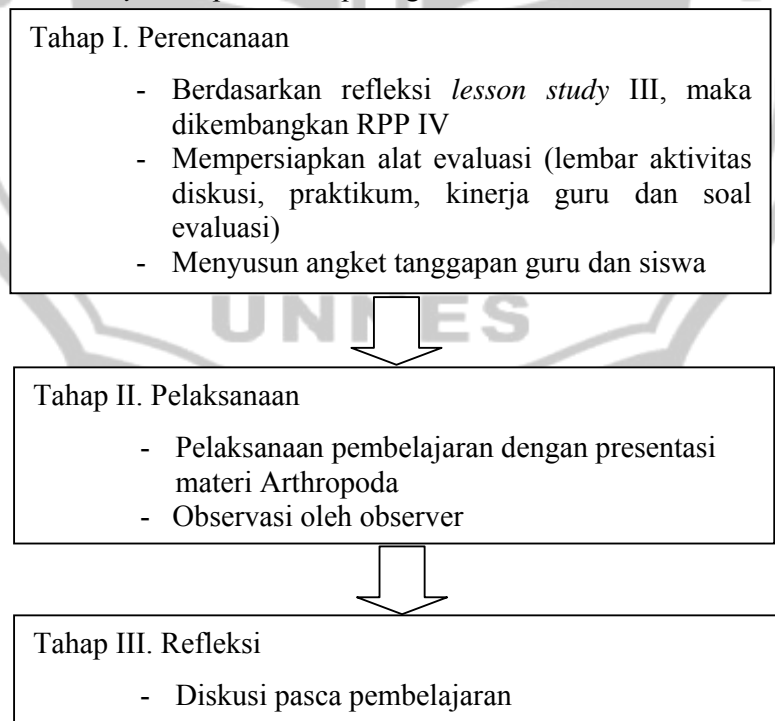 Tahap I. Perencanaan
- Berdasarkan refleksi lesson study III, maka
dikembangkan RPP IV
- Mempersiapkan alat evaluasi (lembar aktivitas
diskusi, praktikum, kinerja guru dan soal
evaluasi)
- Menyusun angket tanggapan guru dan siswa
UNNES
Tahap II. Pelaksanaan
- Pelaksanaan pembelajaran dengan presentasi
materi Arthropoda
- Observasi oleh observer
Tahap III. Refleksi
- Diskusi pasca pembelajaran